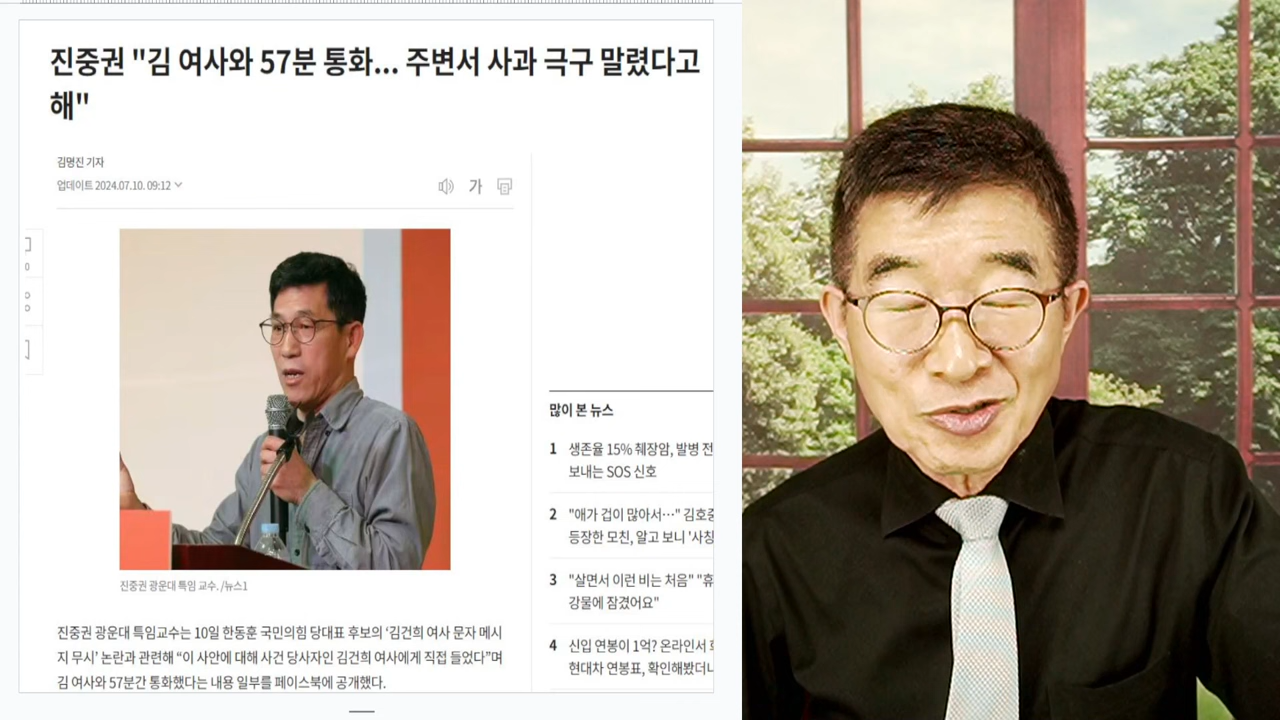 진중권 "김 여사와 57분 통화... 주변서 사과 극구 말렸다고
해"
김명진 기자
업데이트 2024.07.10. 09:12
가
진중권 광운대 특임 교수. /뉴스1
진중권 광운대 특임교수는 10일 한동훈 국민의힘 당대표 후보의 ‘김건희 여사 문자 메시
지 무시’ 논란과 관련해 “이 사안에 대해 사건 당사자인 김건희 여사에게 직접 들었다”며
김 여사와 57분간 통화했다는 내용 일부를 페이스북에 공개했다.
많이 본 뉴스
1 생존율 15% 췌장암, 발병 전
보내는 SOS 신호
2 "애가 겁이 많아서…" 김호중
등장한 모친, 알고 보니 '사칭
3 "살면서 이런 비는 처음" "휴
강물에 잠겼어요"
4 신입 연봉이 1억? 온라인서
현대차 연봉표, 확인해봤더니